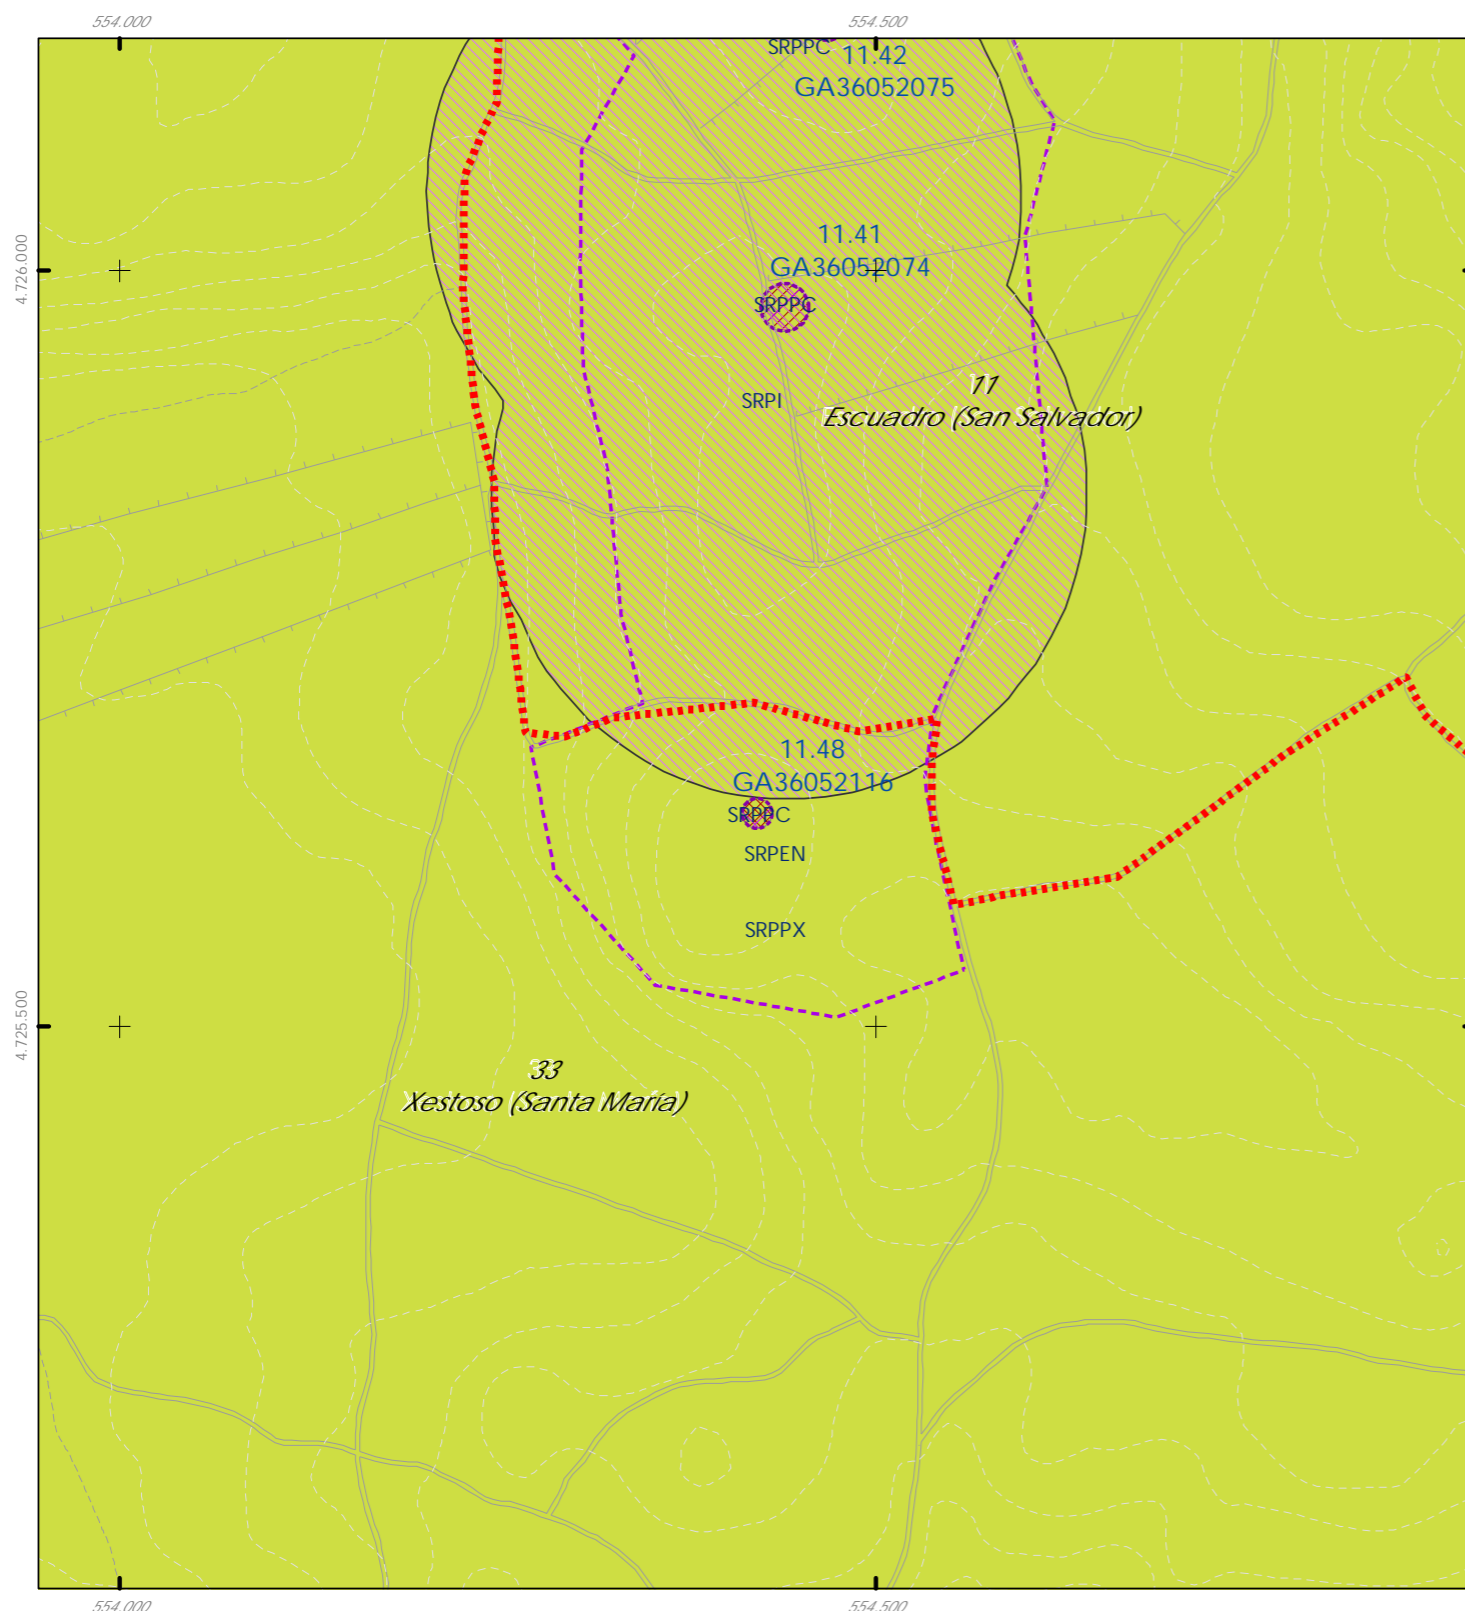 554.000
554.500
SRPPC
11.42
GA36052075
11.41
4.726.000
GA36052074
SRPPC
SRPI
11
Escuadro (San Salvador)
11.48
GA36052116
SRPPC
SRPEN
SRPPX
4.725.500
33
Xestoso (Santa María)
554.000
554.500